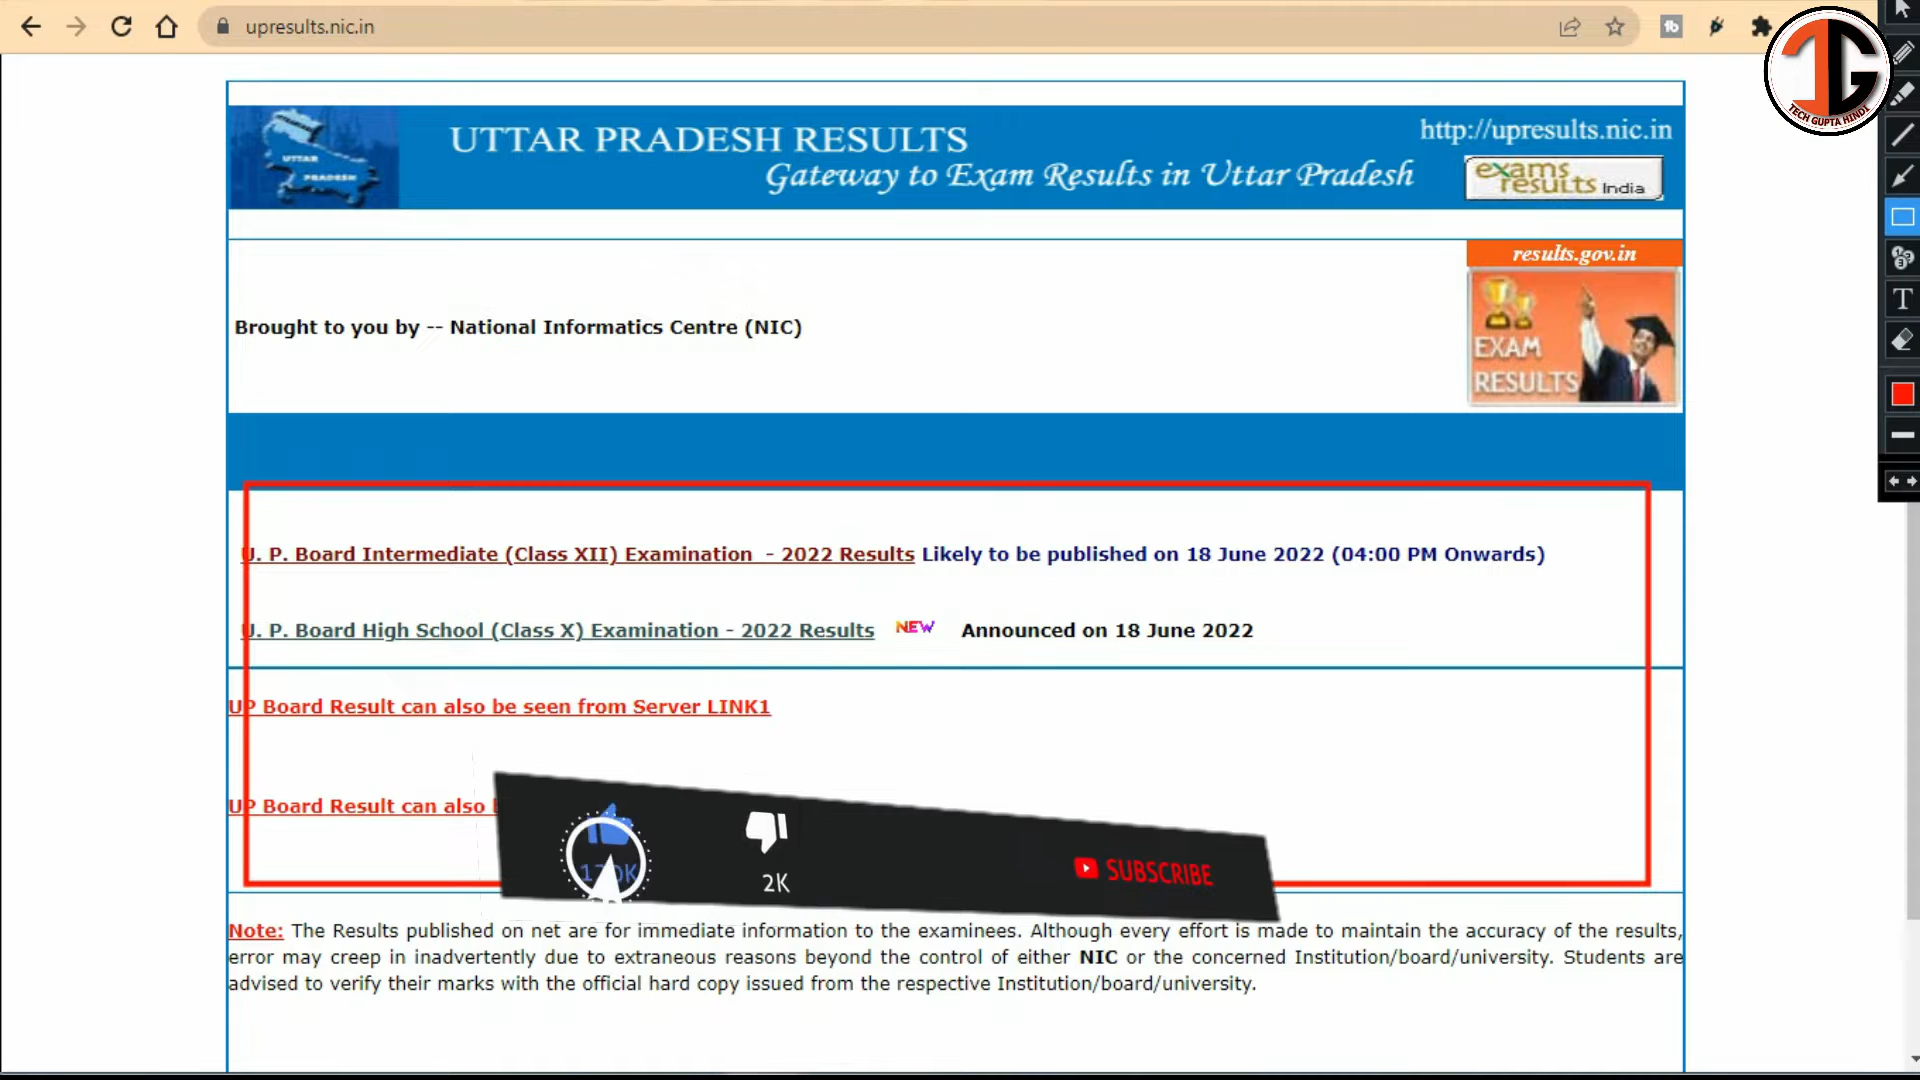 upresults.nic.in
TECH GUPTA HINDI
UTTAR PRADESH
UTTAR PRADESH RESULTS
Gateway to Exam Results in Uttar Pradesh
http://upresults.nic.in
exams results India
results.gov.in
EXAM
RESULTS
Brought to you by -- National Informatics Centre (NIC)
U. P. Board Intermediate (Class XII) Examination - 2022 Results Likely to be published on 18 June 2022 (04:00 PM Onwards)
U. P. Board High School (Class X) Examination - 2022 Results NEW Announced on 18 June 2022
UP Board Result can also be seen from Server LINK1
UP Board Result can also
2K
SUBSCRIBE
Note: The Results published on net are for immediate information to the examinees. Although every effort is made to maintain the accuracy of the results,
error may creep in inadvertently due to extraneous reasons beyond the control of either NIC or the concerned Institution/board/university. Students are
advised to verify their marks with the official hard copy issued from the respective Institution/board/university.